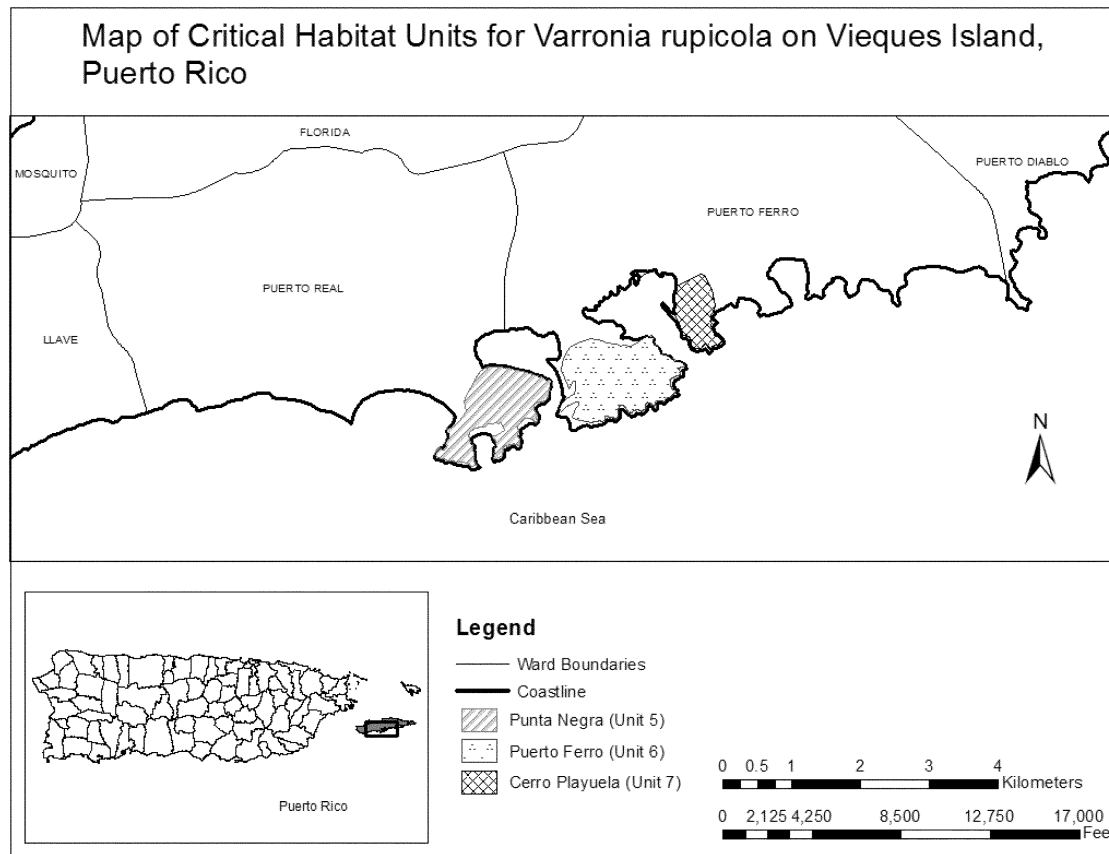 Map of Critical Habitat Units for Varronia rupicola on Vieques Island,
Puerto Rico
FLORIDA
MOSQUITO
PUERTO DIABLO
PUERTO FERRO
PUERTO REAL
LLAVE
N
Caribbean Sea
Legend
Ward Boundaries
Coastline
Punta Negra (Unit 5)
Puerto Ferro (Unit 6)
Cerro Playuela (Unit 7)
Puerto Rico
0 0.5 1 2 3 4
Kilometers
0 2,125 4,250 8,500 12,750 17,000
Fee